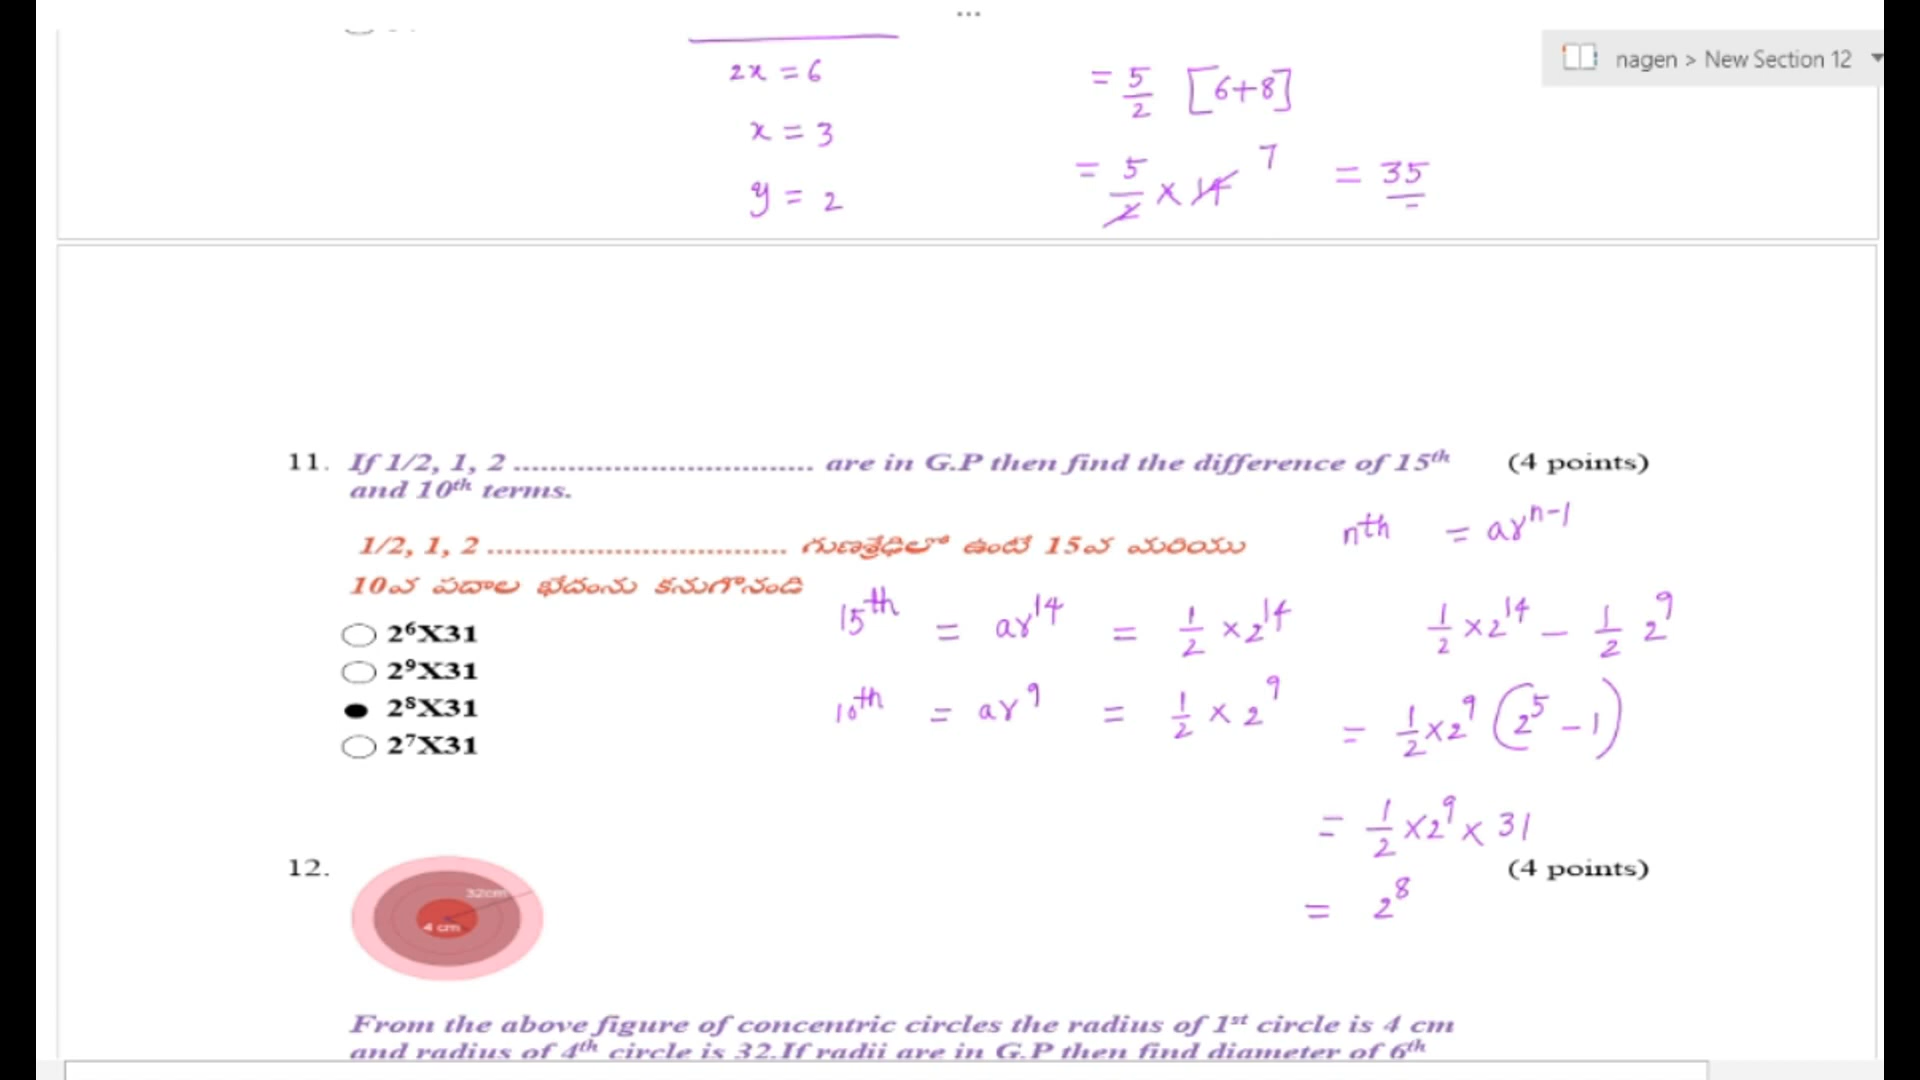 ...
nagen > New Section 12
2x = 6
x = 3
y = 2
= 5/2 [6+8]
= 5/2 x 14 7 = 35
11. If 1/2, 1, 2 ................................. are in G.P then find the difference of 15th (4 points)
and 10th terms.
1/2, 1, 2 ................................. గుణశ్రేఢిలో ఉంటే 15వ మరియు
10వ పదాల భేదంను కనుగొనండి
2⁶X31
2⁹X31
2⁸X31
2⁷X31
nth = ar^n-1
15th = ar^14 = 1/2 x 2^14
10th = ar^9 = 1/2 x 2^9
1/2 x 2^14 - 1/2 2^9
= 1/2 x 2^9 (2^5 - 1)
= 1/2 x 2^9 x 31
= 2^8
12. (4 points)
32cm
4 cm
From the above figure of concentric circles the radius of 1st circle is 4 cm
and radius of 4th circle is 32.If radii are in G.P then find diameter of 6th